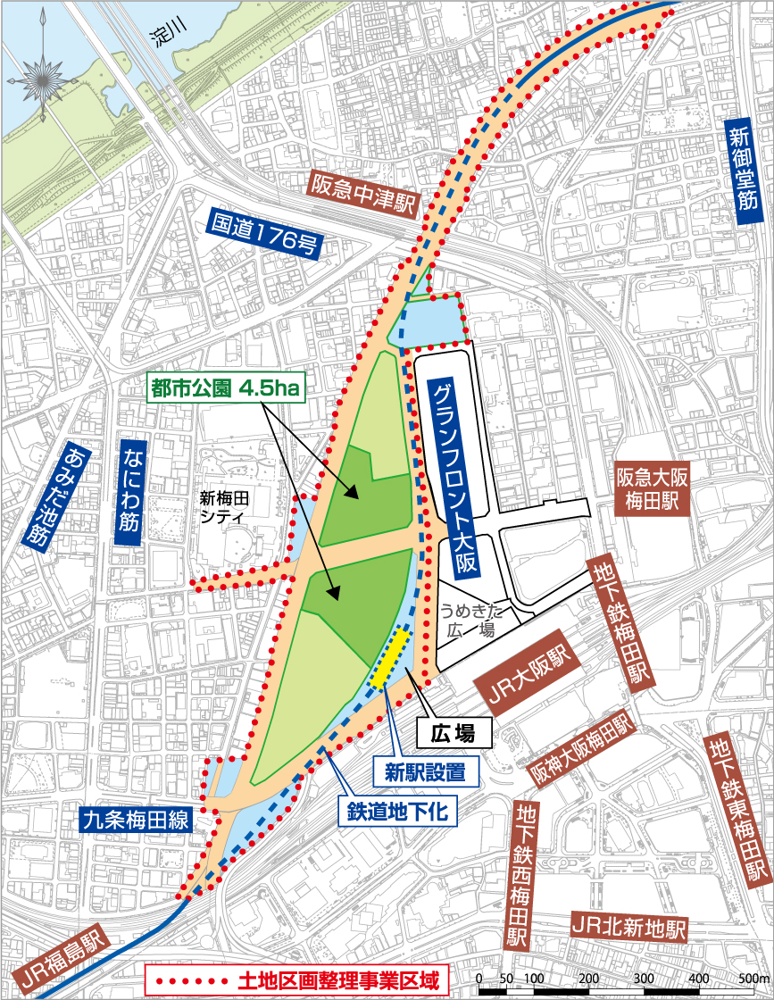 淀川
新御堂筋
阪急中津駅
国道176号
都市公園 4.5ha
グランフロント大阪
なにわ筋
あみだ池筋
新梅田
シティ
阪急大阪
梅田駅
地下鉄梅田駅
うめきた
広 場
JR大阪駅
広場
阪神大阪梅田駅
地下鉄東梅田駅
新駅設置
鉄道地下化
九条梅田線
地下鉄西梅田駅
JR北新地駅
JR福島駅
土地区画整理事業区域
0 50 100 200 300 400 500m